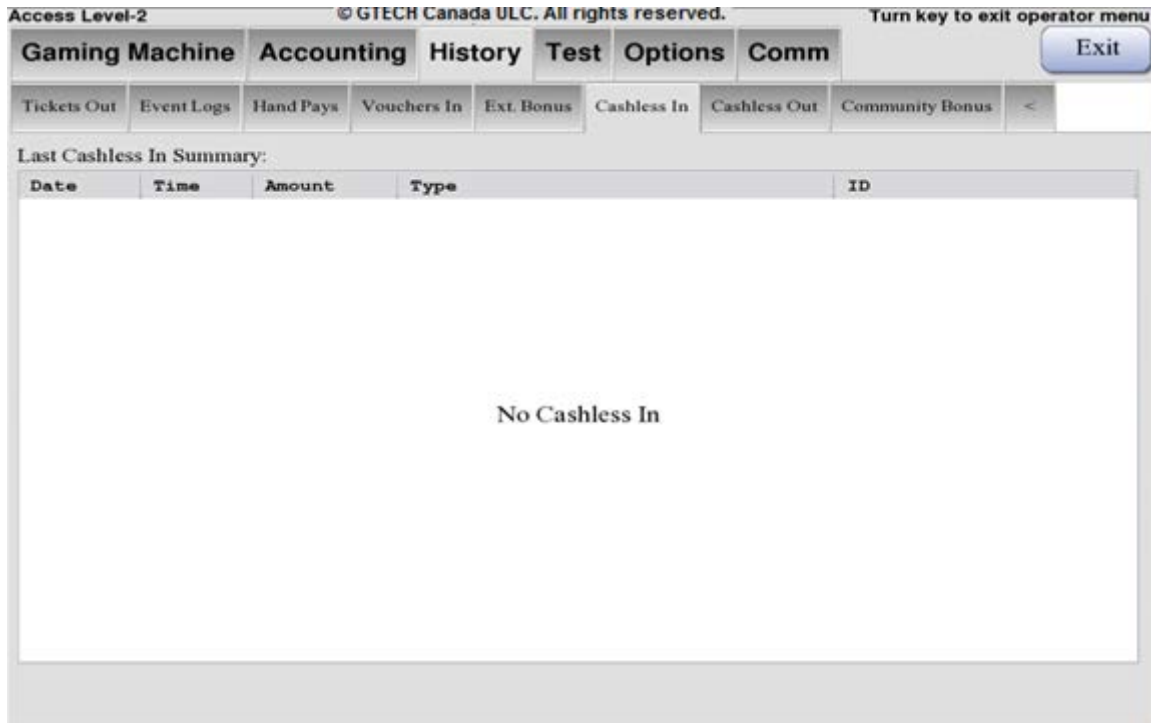 Access Level-2 © GTECH Canada ULC. All rights reserved. Turn key to exit operator menu
Gaming Machine Accounting History Test Options Comm Exit
Tickets Out Event Logs Hand Pays Vouchers In Ext. Bonus Cashless In Cashless Out Community Bonus <
Last Cashless In Summary:
Date Time Amount Type ID
No Cashless In